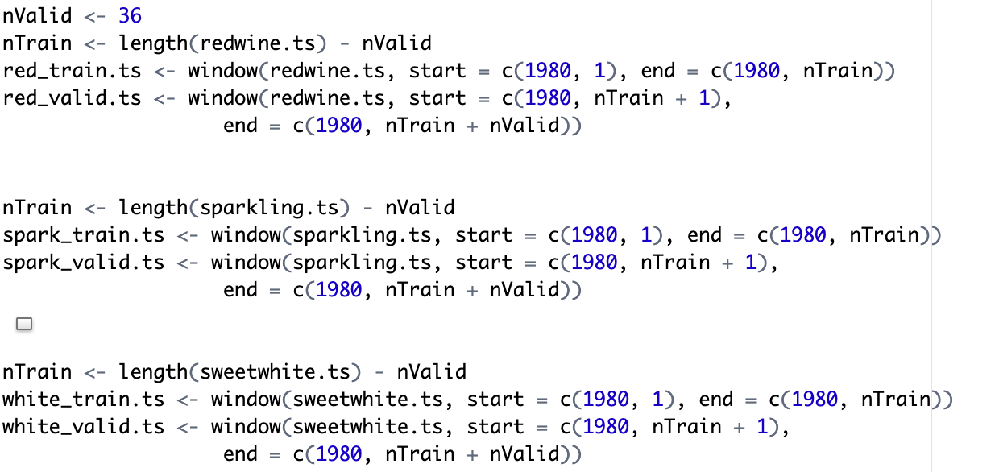 nValid <- 36
nTrain <- length(redwine.ts) - nValid
red_train.ts <- window(redwine.ts, start = c(1980, 1), end = c(1980, nTrain))
red_valid.ts <- window(redwine.ts, start = c(1980, nTrain + 1),
end = c(1980, nTrain + nValid))
nTrain <- length(sparkling.ts) - nValid
spark_train.ts <- window(sparkling.ts, start = c(1980, 1), end = c(1980, nTrain))
spark_valid.ts <- window(sparkling.ts, start = c(1980, nTrain + 1),
end = c(1980, nTrain + nValid))
nTrain <- length(sweetwhite.ts) - nValid
white_train.ts <- window(sweetwhite.ts, start = c(1980, 1), end = c(1980, nTrain))
white_valid.ts <- window(sweetwhite.ts, start = c(1980, nTrain + 1),
end = c(1980, nTrain + nValid))